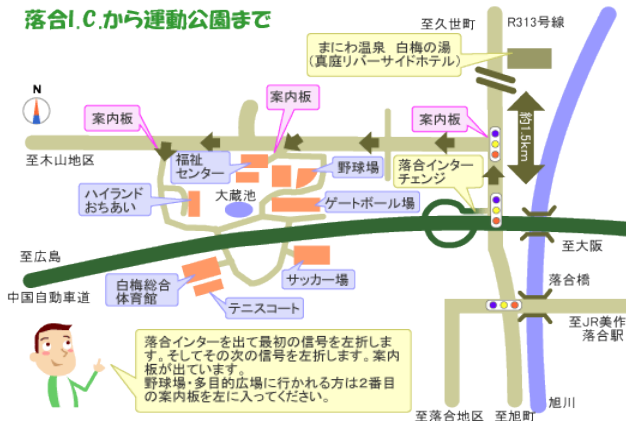 落合I.C.から運動公園まで
至久世町
R313号線
まにわ温泉 白梅の湯
(真庭リバーサイドホテル)
N
案内板
案内板
案内板
約1.5km
至木山地区
福祉
センター
野球場
落合インター
チェンジ
ハイランド
おちあい
大蔵池
ゲートボール場
至広島
中国自動車道
至大阪
白梅総合
体育館
サッカー場
テニスコート
落合橋
至JR美作
落合駅
落合インターを出て最初の信号を左折しま
す。そしてその次の信号を左折します。案内
板が出ています。
野球場・多目的広場に行かれる方は2番目
の案内板を左に入ってください。
至落合地区
至旭町
旭川